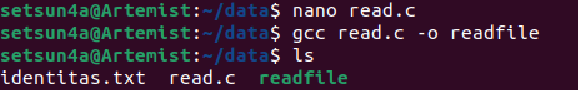 setsun4a@Artemist:~/data$ nano read.c
setsun4a@Artemist:~/data$ gcc read.c -o readfile
setsun4a@Artemist:~/data$ ls
identitas.txt  read.c  readfile